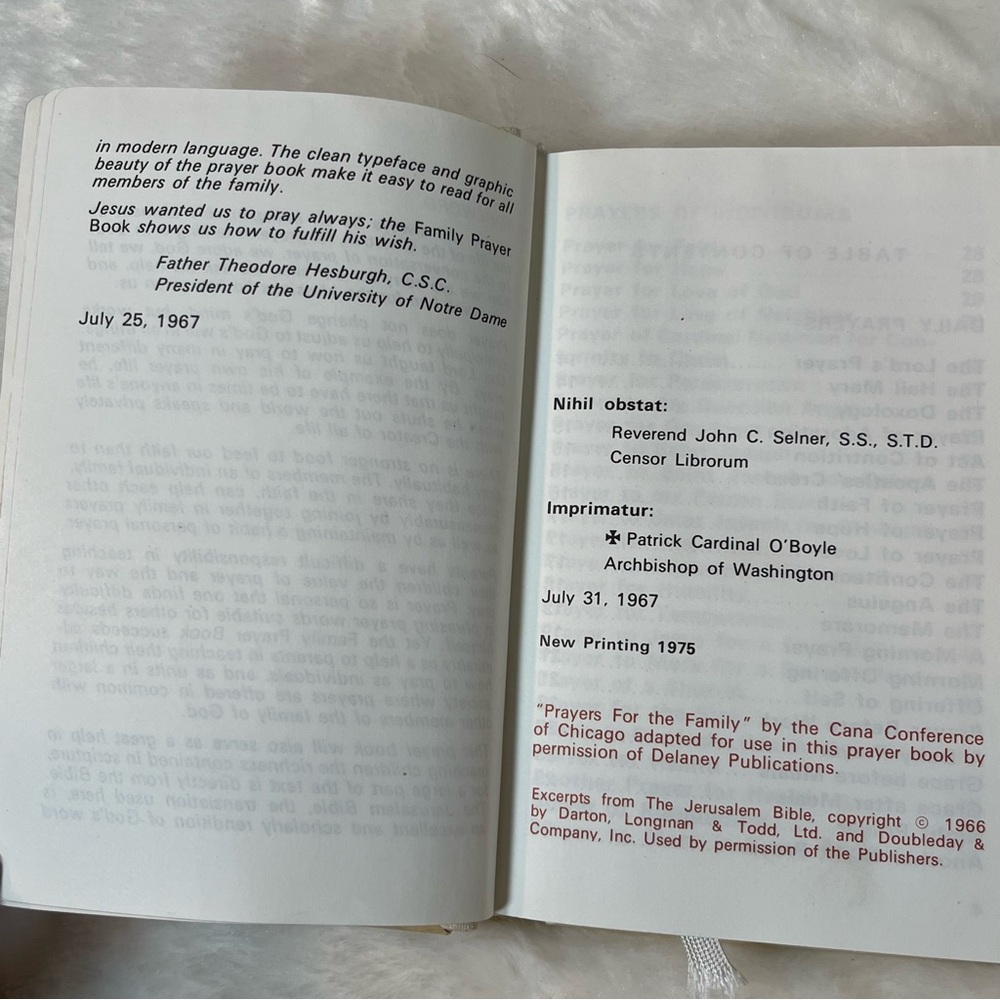 in modern language. The clean typeface and graphic
beauty of the prayer book make it easy to read for all
members of the family.
Jesus wanted us to pray always; the Family Prayer
Book shows us how to fulfill his wish.
Father Theodore Hesburgh, C.S.C.
President of the University of Notre Dame
July 25, 1967
Nihil obstat:
Reverend John C. Selner, S.S., S.T.D.
Censor Librorum
Imprimatur:
✠ Patrick Cardinal O'Boyle
Archbishop of Washington
July 31, 1967
New Printing 1975
"Prayers For the Family" by the Cana Conference
of Chicago adapted for use in this prayer book by
permission of Delaney Publications.
Excerpts from The Jerusalem Bible, copyright © 1966
by Darton, Longman & Todd, Ltd. and Doubleday &
Company, Inc. Used by permission of the Publishers.